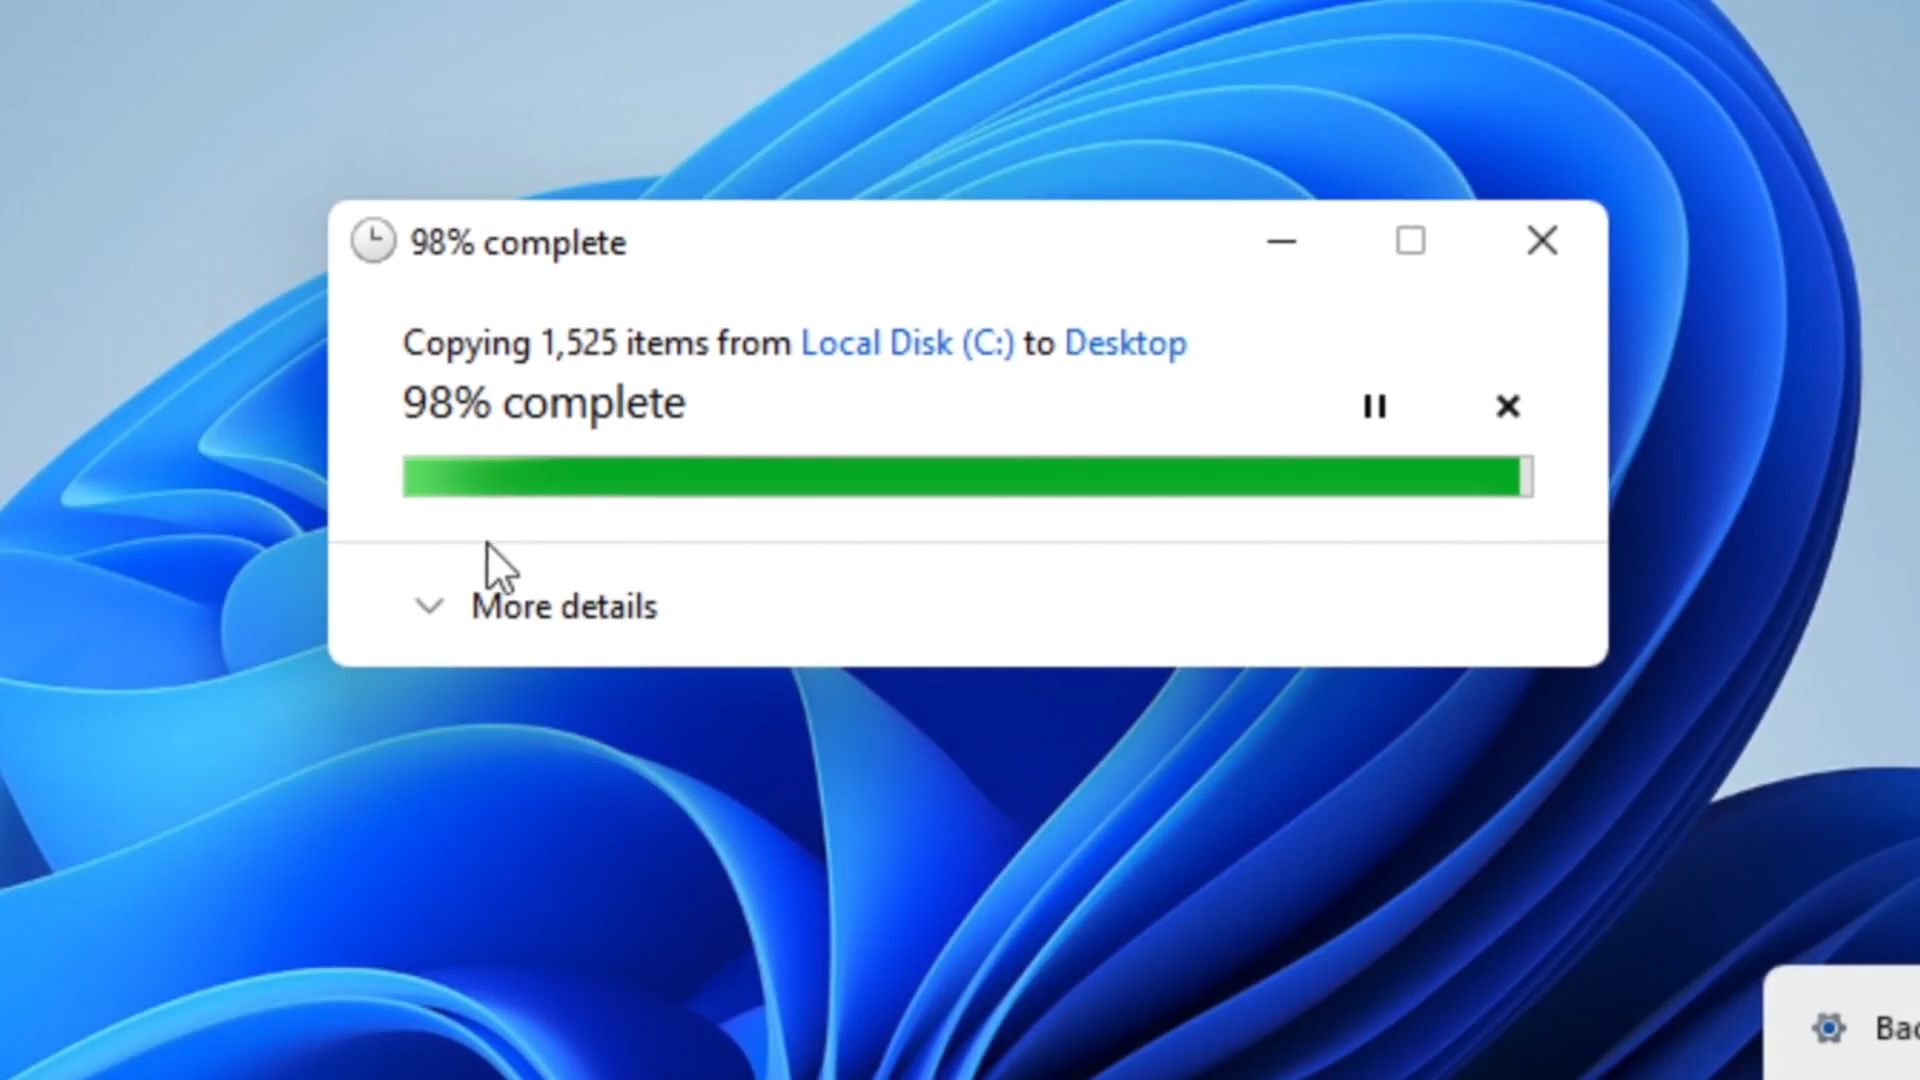 98% complete
Copying 1,525 items from Local Disk (C:) to Desktop
98% complete
More details